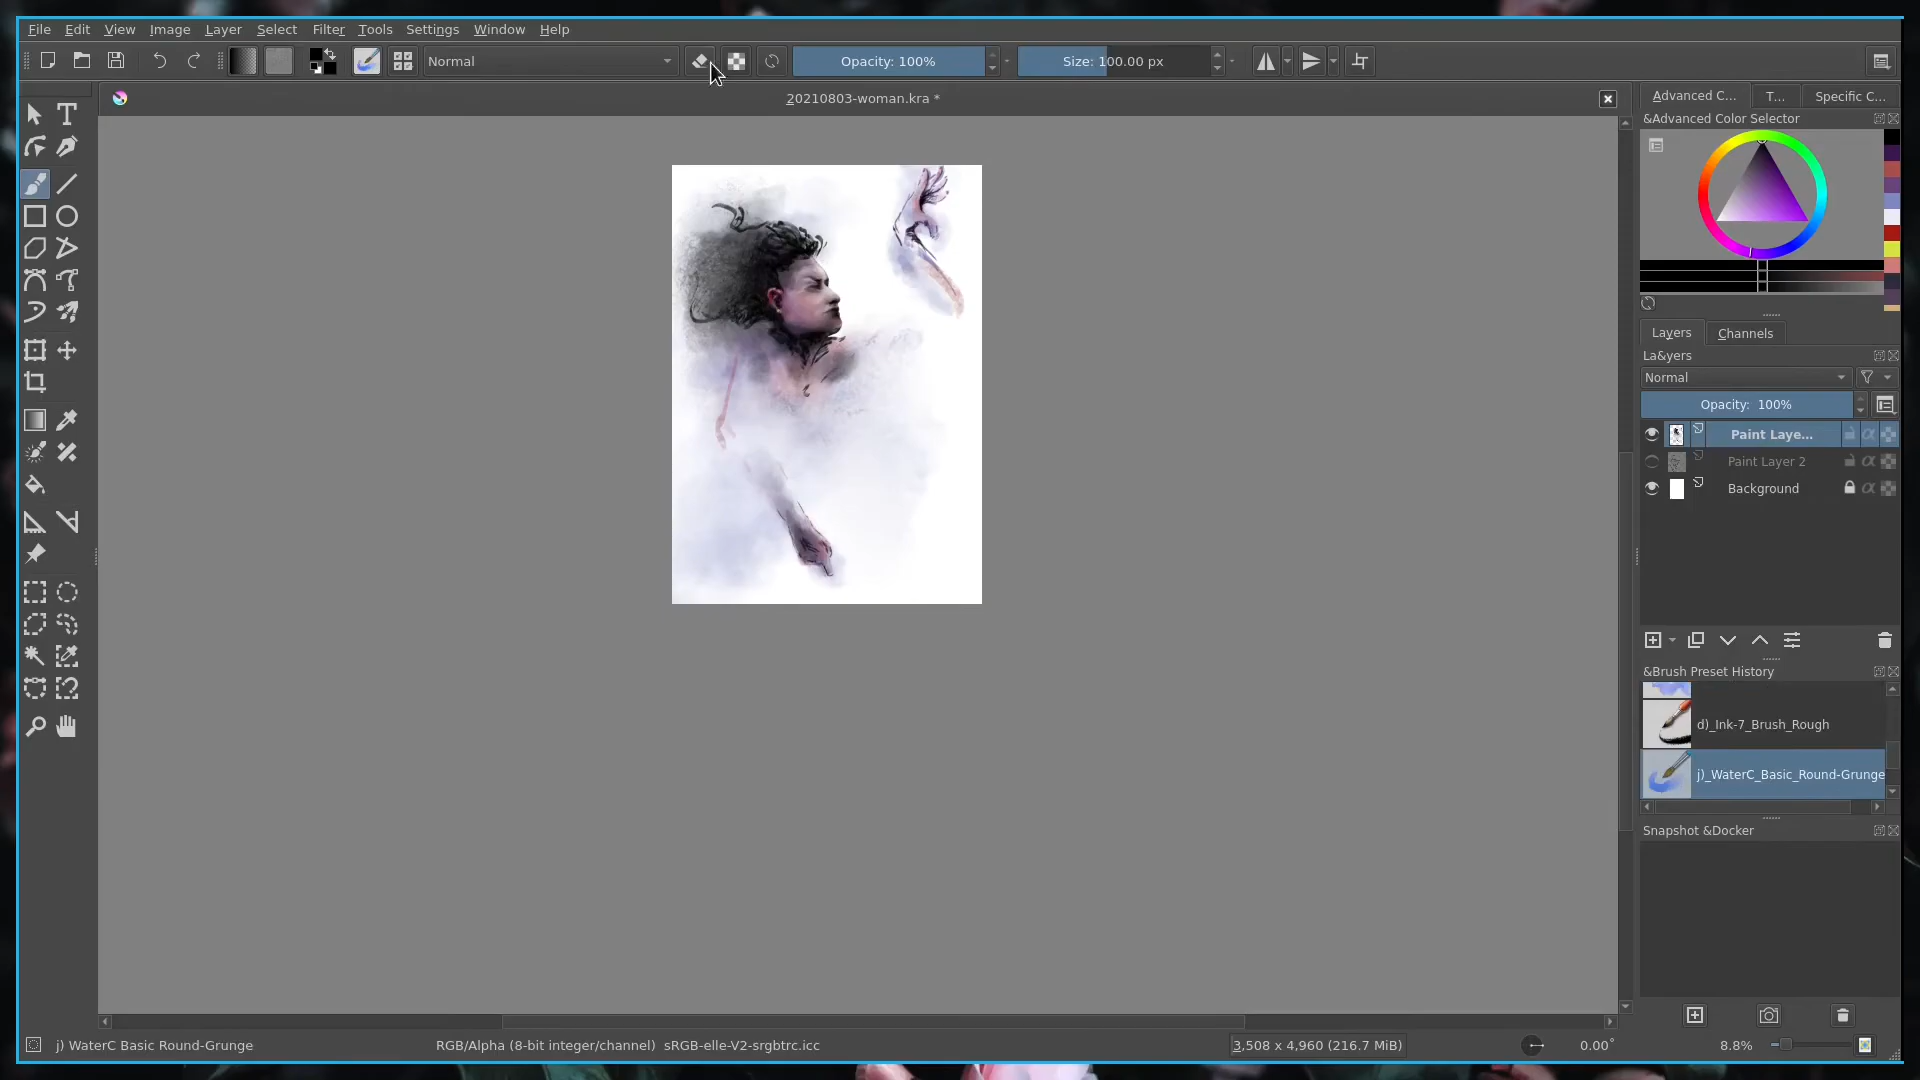 File Edit View Image Layer Select Filter Tools Settings Window Help
Normal Opacity: 100% Size: 100.00 px
20210803-woman.kra *
Advanced C... T... Specific C...
&Advanced Color Selector
Layers Channels
La&yers
Normal
Opacity: 100%
Paint Laye...
Paint Layer 2
Background
&Brush Preset History
d)_Ink-7_Brush_Rough
j)_WaterC_Basic_Round-Grunge
Snapshot &Docker
j) WaterC Basic Round-Grunge RGB/Alpha (8-bit integer/channel) sRGB-elle-V2-srgbtrc.icc 3,508 x 4,960 (216.7 MiB) 0.00° 8.8%